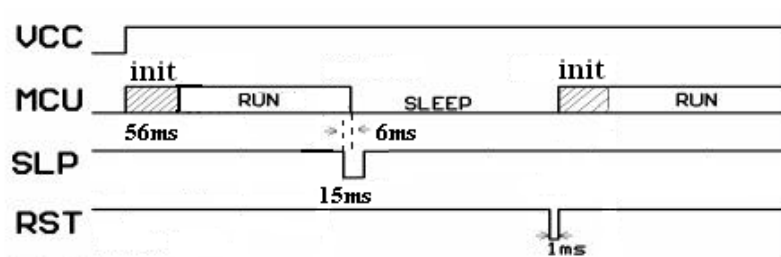 VCC
init init
MCU RUN SLEEP RUN
56ms 6ms
SLP
15ms
RST
1ms